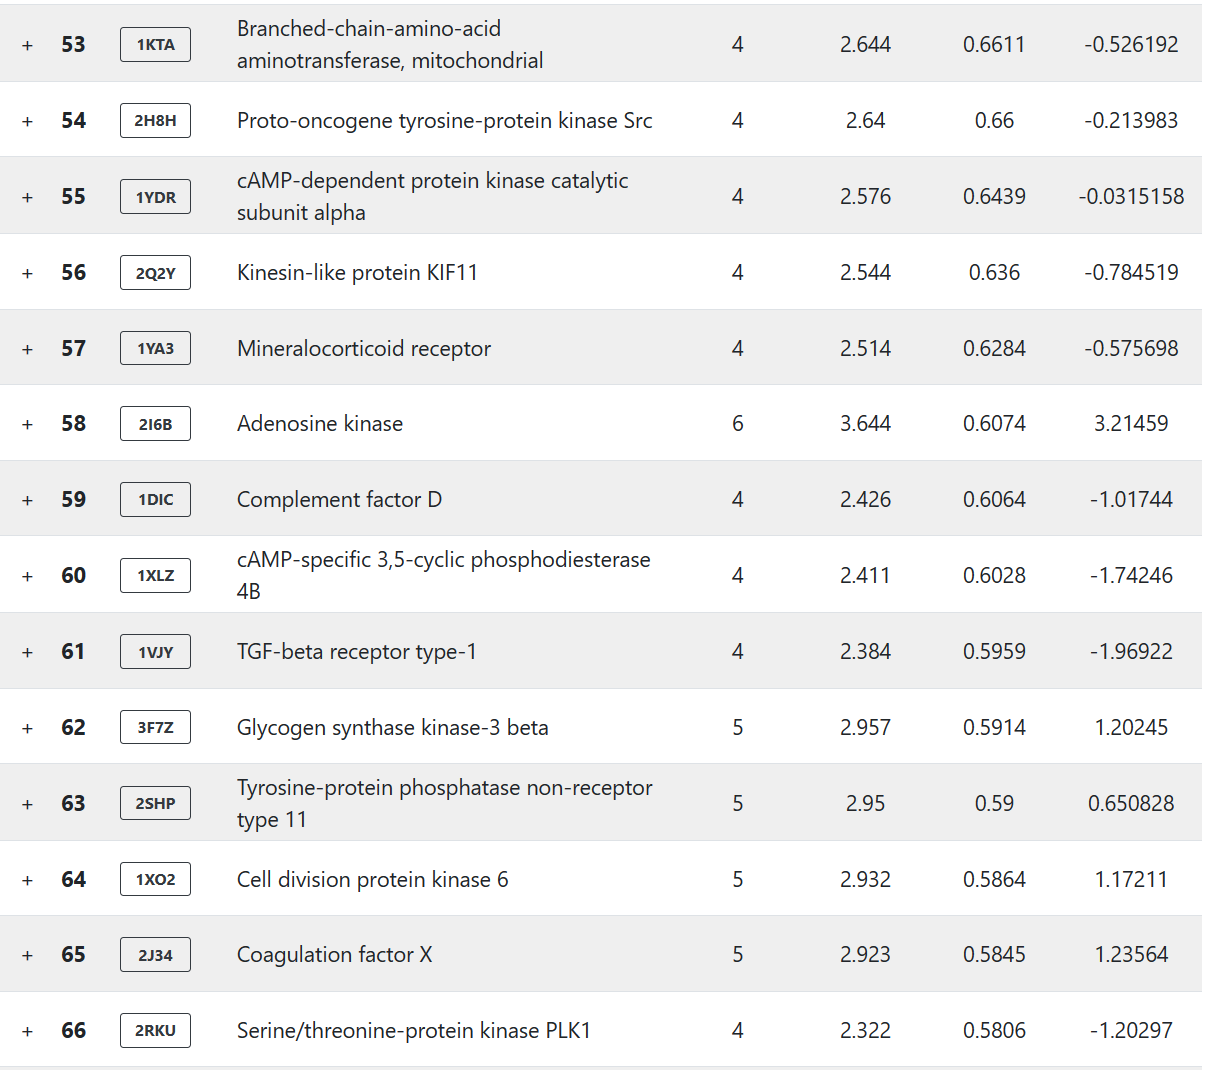 + 53 1KTA Branched-chain-amino-acid aminotransferase, mitochondrial 4 2.644 0.6611 -0.526192
+ 54 2H8H Proto-oncogene tyrosine-protein kinase Src 4 2.64 0.66 -0.213983
+ 55 1YDR cAMP-dependent protein kinase catalytic subunit alpha 4 2.576 0.6439 -0.0315158
+ 56 2Q2Y Kinesin-like protein KIF11 4 2.544 0.636 -0.784519
+ 57 1YA3 Mineralocorticoid receptor 4 2.514 0.6284 -0.575698
+ 58 2I6B Adenosine kinase 6 3.644 0.6074 3.21459
+ 59 1DIC Complement factor D 4 2.426 0.6064 -1.01744
+ 60 1XLZ cAMP-specific 3,5-cyclic phosphodiesterase 4B 4 2.411 0.6028 -1.74246
+ 61 1VJY TGF-beta receptor type-1 4 2.384 0.5959 -1.96922
+ 62 3F7Z Glycogen synthase kinase-3 beta 5 2.957 0.5914 1.20245
+ 63 2SHP Tyrosine-protein phosphatase non-receptor type 11 5 2.95 0.59 0.650828
+ 64 1XO2 Cell division protein kinase 6 5 2.932 0.5864 1.17211
+ 65 2J34 Coagulation factor X 5 2.923 0.5845 1.23564
+ 66 2RKU Serine/threonine-protein kinase PLK1 4 2.322 0.5806 -1.20297